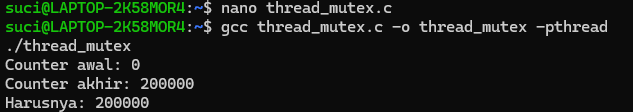 suci@LAPTOP-2K58MOR4:~$ nano thread_mutex.c
suci@LAPTOP-2K58MOR4:~$ gcc thread_mutex.c -o thread_mutex -pthread
./thread_mutex
Counter awal: 0
Counter akhir: 200000
Harusnya: 200000